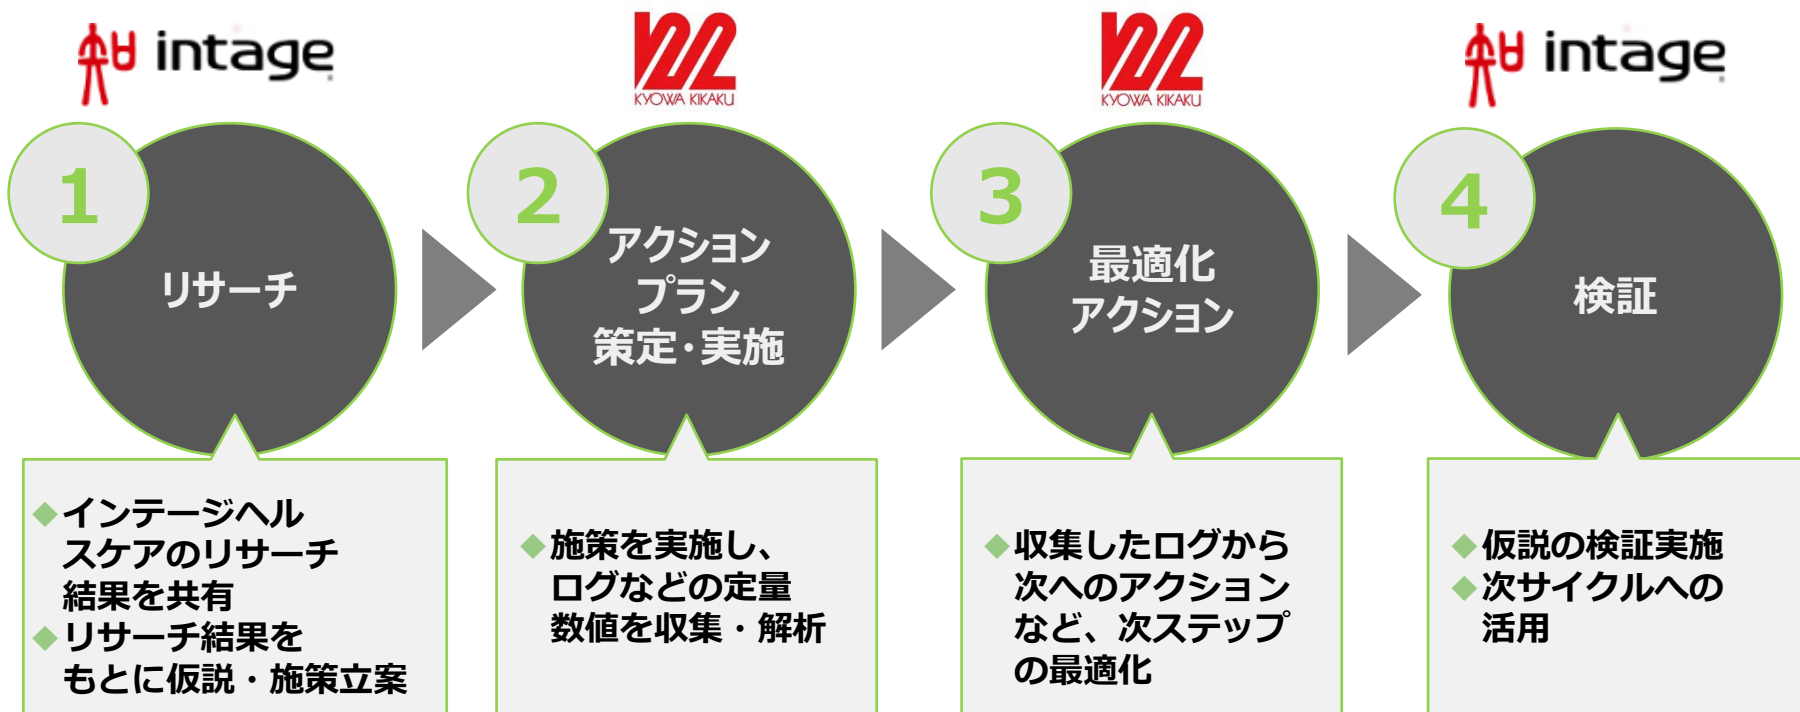 intage
KYOWA KIKAKU
KYOWA KIKAKU
intage
1
リサーチ
インテージヘル
スケアのリサーチ
結果を共有
リサーチ結果を
もとに仮説・施策立案
2
アクション
プラン
策定・実施
施策を実施し、
ログなどの定量
数値を収集・解析
3
最適化
アクション
収集したログから
次へのアクション
など、次ステップ
の最適化
4
検証
仮説の検証実施
次サイクルへの
活用